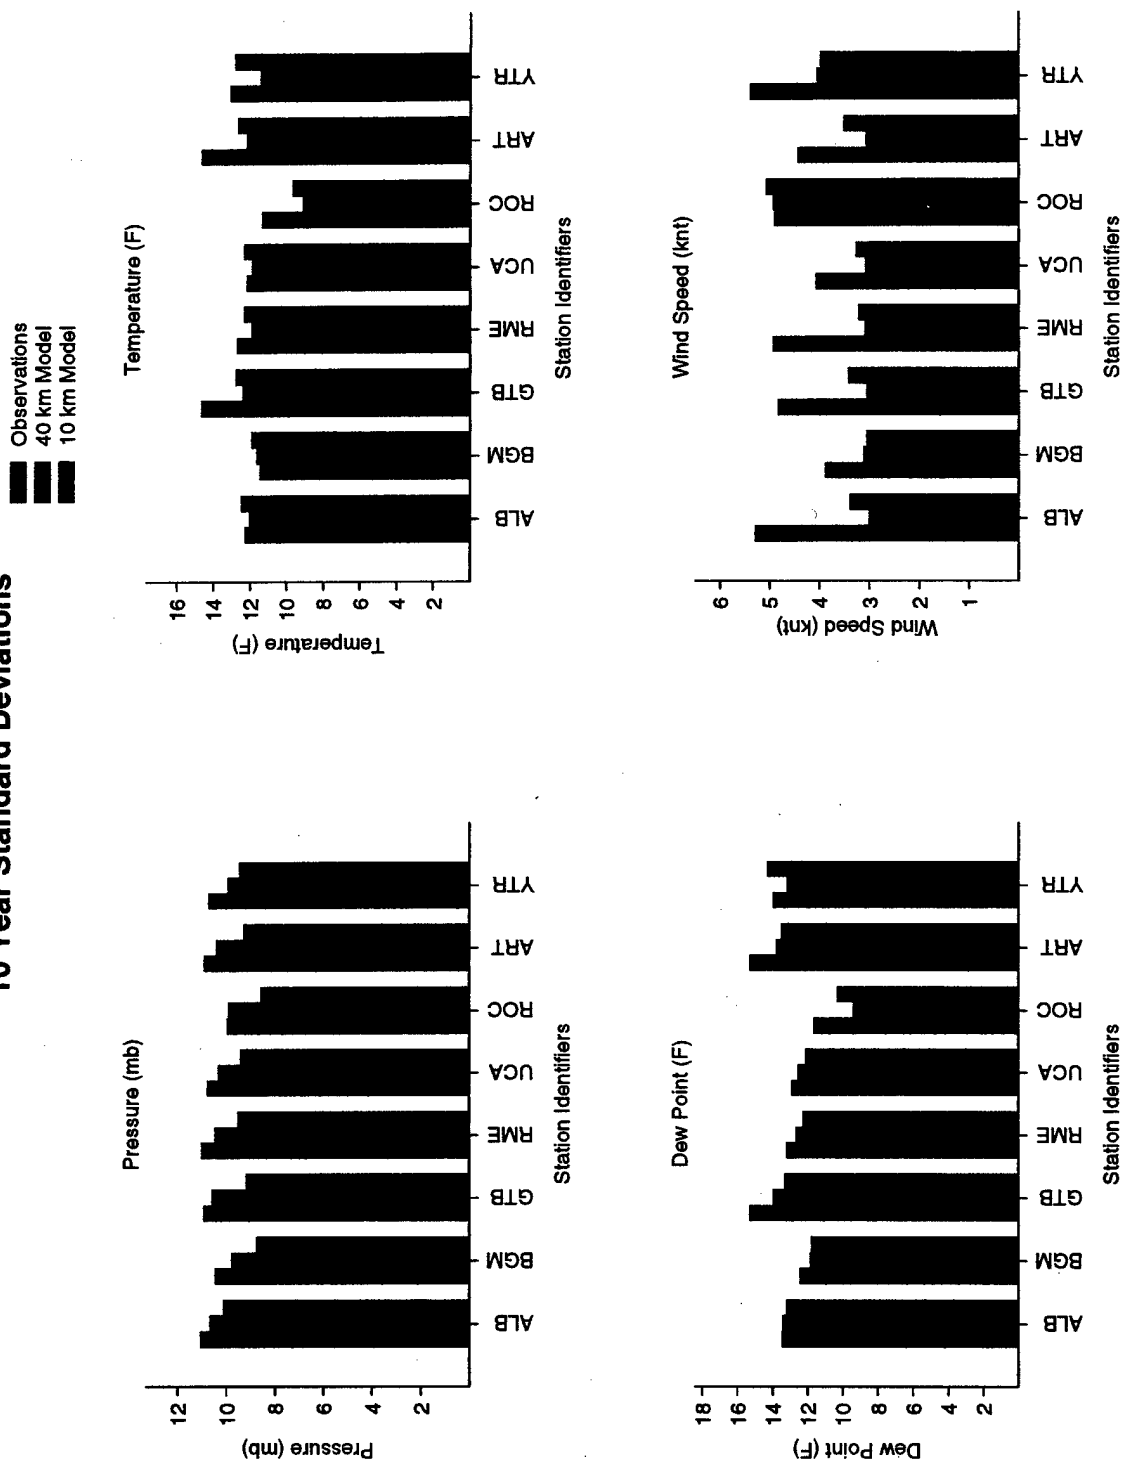 10 Year Standard Deviations
Observations
40 km Model
10 km Model
Pressure (mb)
Pressure (mb)
12
10
8
6
4
2
ALB BGM GTB RME UCA ROC ART YTR
Station Identifiers
Temperature (F)
Temperature (F)
16
14
12
10
8
6
4
2
ALB BGM GTB RME UCA ROC ART YTR
Station Identifiers
Dew Point (F)
Dew Point (F)
18
16
14
12
10
8
6
4
2
ALB BGM GTB RME UCA ROC ART YTR
Station Identifiers
Wind Speed (knt)
Wind Speed (knt)
6
5
4
3
2
1
ALB BGM GTB RME UCA ROC ART YTR
Station Identifiers